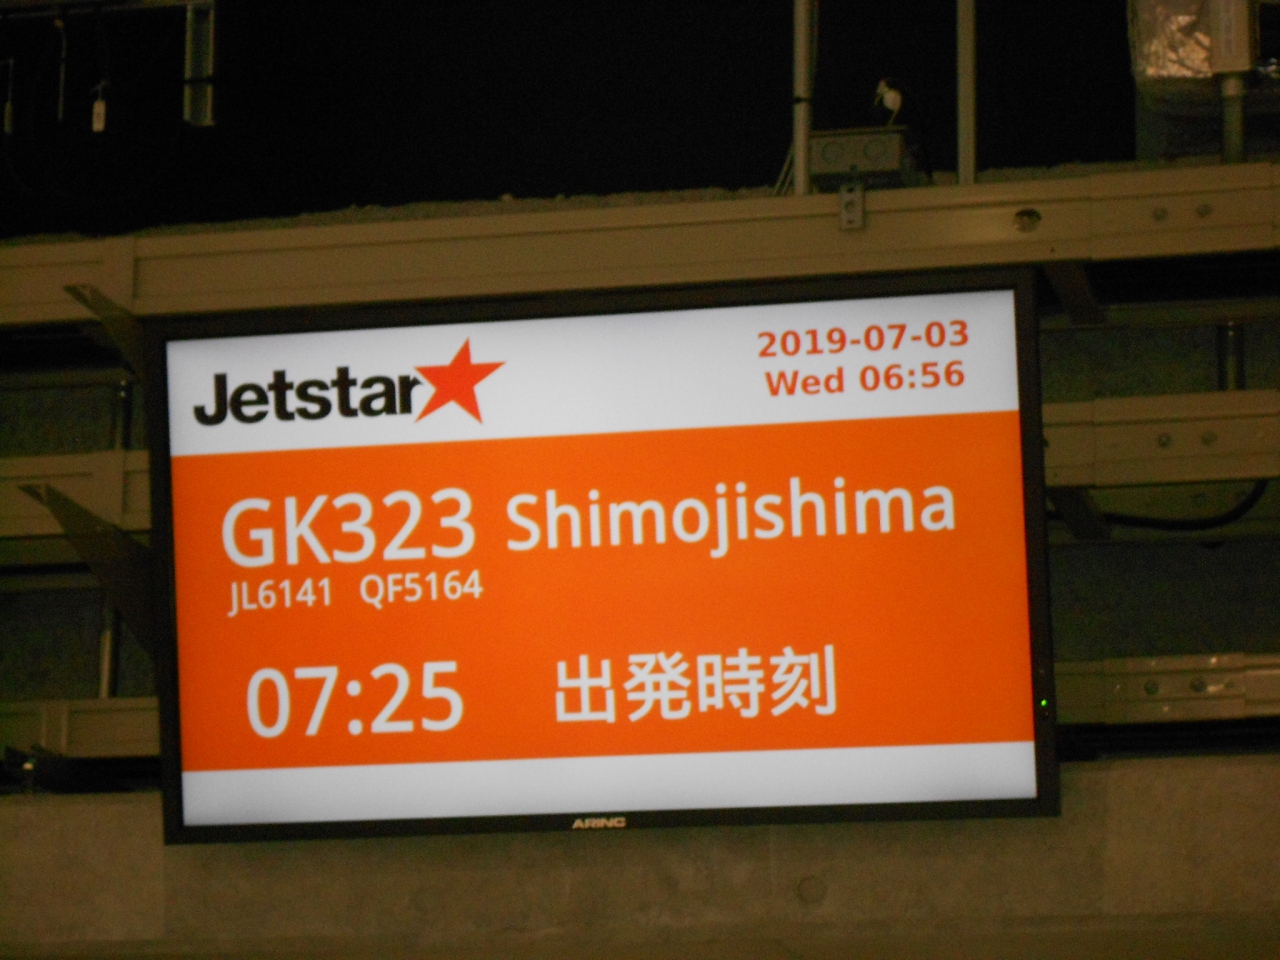 Jetstar
2019-07-03
Wed 06:56
GK323 Shimojishima
JL6141 QF5164
07:25 出発時刻
ARINC